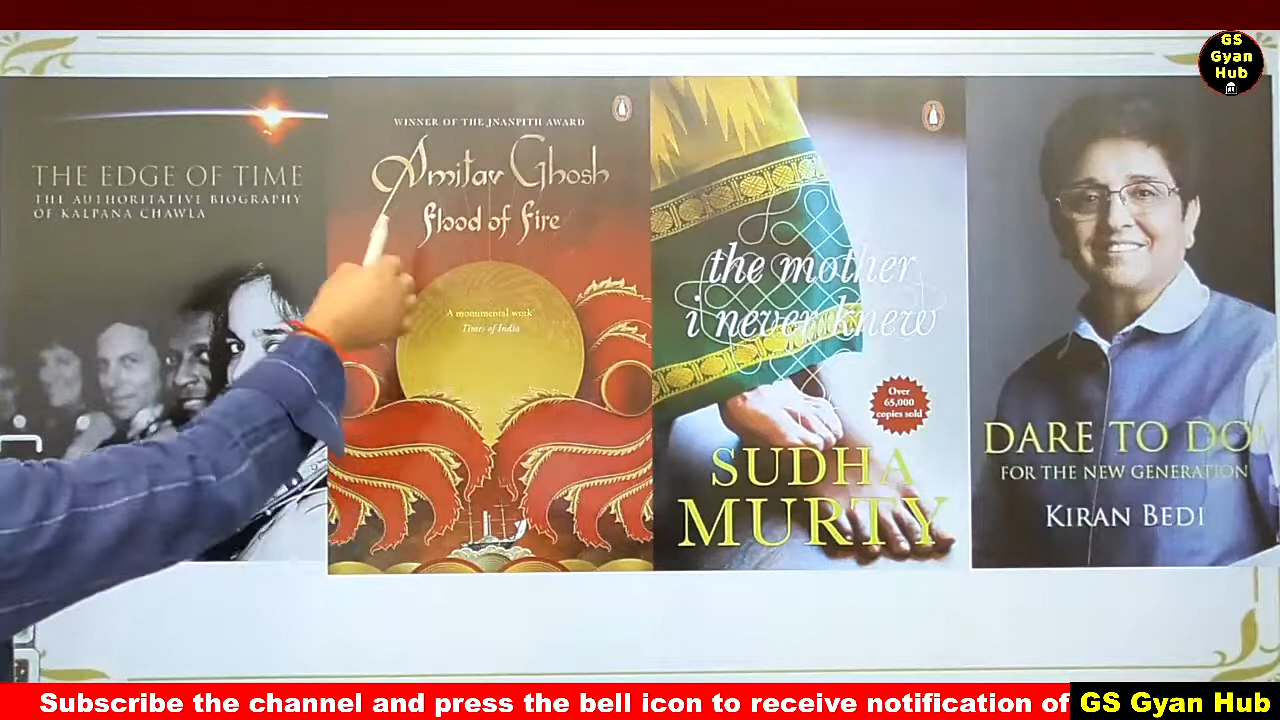 GS
Gyan
Hub
THE EDGE OF TIME
THE AUTHORITATIVE BIOGRAPHY
OF KALPANA CHAWLA
WINNER OF THE JNANPITH AWARD
Amitav Ghosh
Flood of Fire
A monumental work'
Times of India
the mother
i never knew
Over
65,000
copies sold
SUDHA
MURTY
DARE TO DO
FOR THE NEW GENERATION
KIRAN BEDI
Subscribe the channel and press the bell icon to receive notification of
GS Gyan Hub